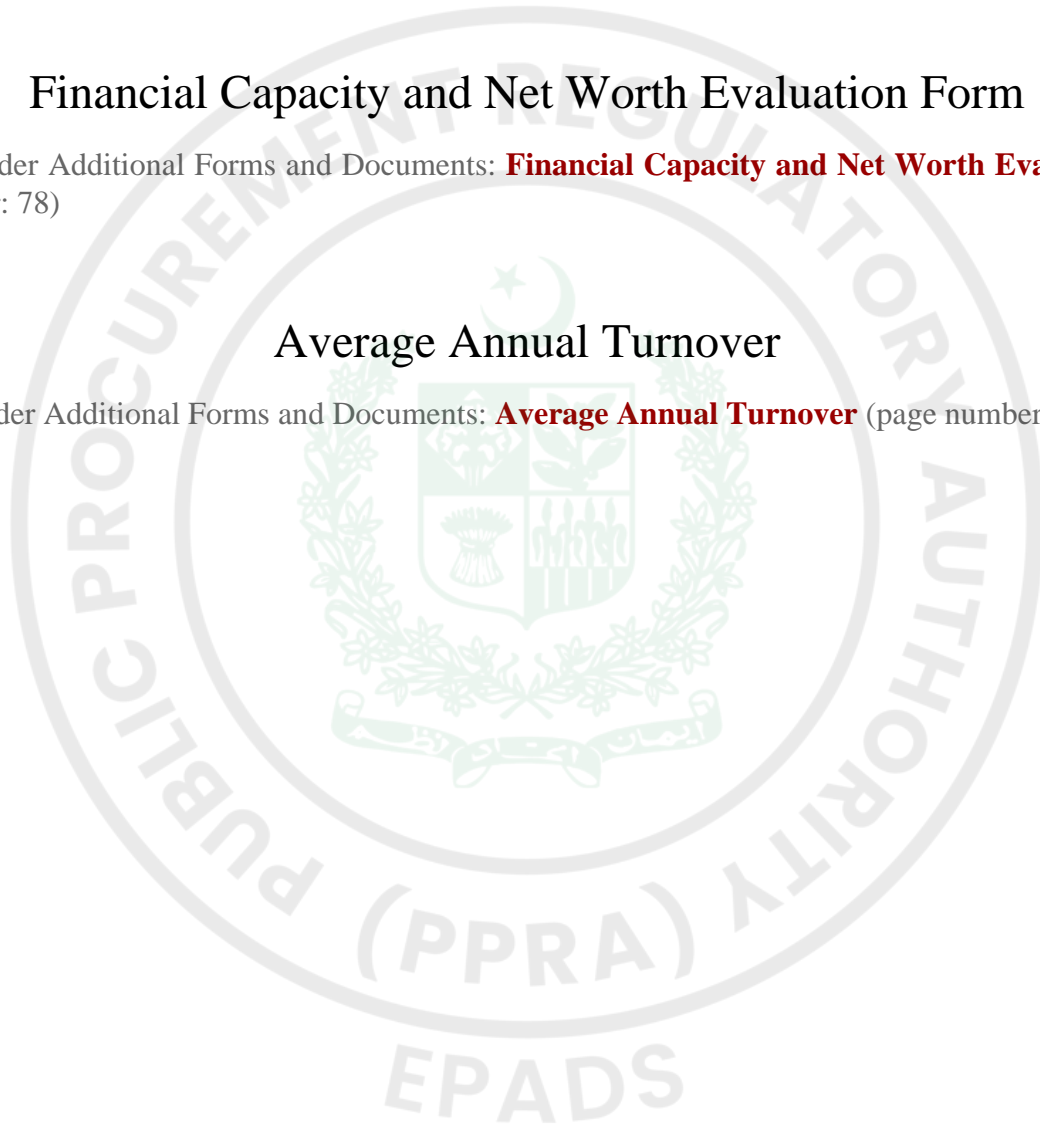 Financial Capacity and Net Worth Evaluation Form
der Additional Forms and Documents: Financial Capacity and Net Worth Eva
: 78)
Average Annual Turnover
der Additional Forms and Documents: Average Annual Turnover (page number
PUBLIC PROCUREMENT REGULATORY AUTHORITY
(PPRA)
EPADS